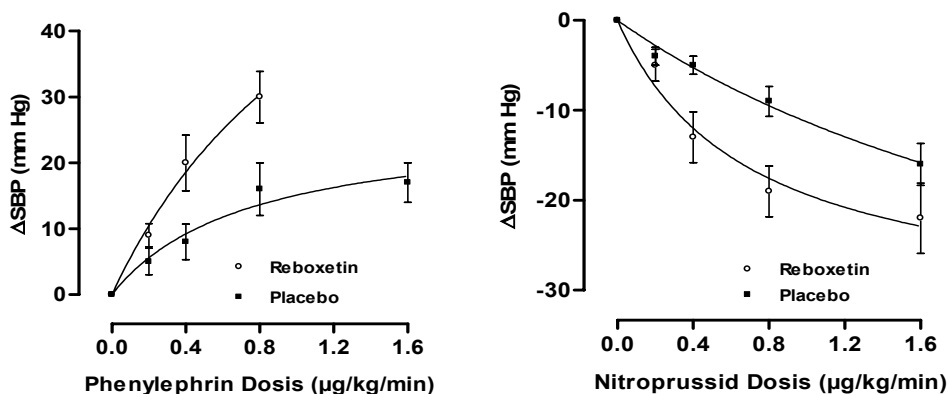 ΔSBP (mm Hg)
40
30
20
10
0
Reboxetin
Placebo
0.0 0.4 0.8 1.2 1.6
Phenylephrin Dosis (µg/kg/min)
ΔSBP (mm Hg)
0
-10
-20
-30
Reboxetin
Placebo
0.0 0.4 0.8 1.2 1.6
Nitroprussid Dosis (µg/kg/min)